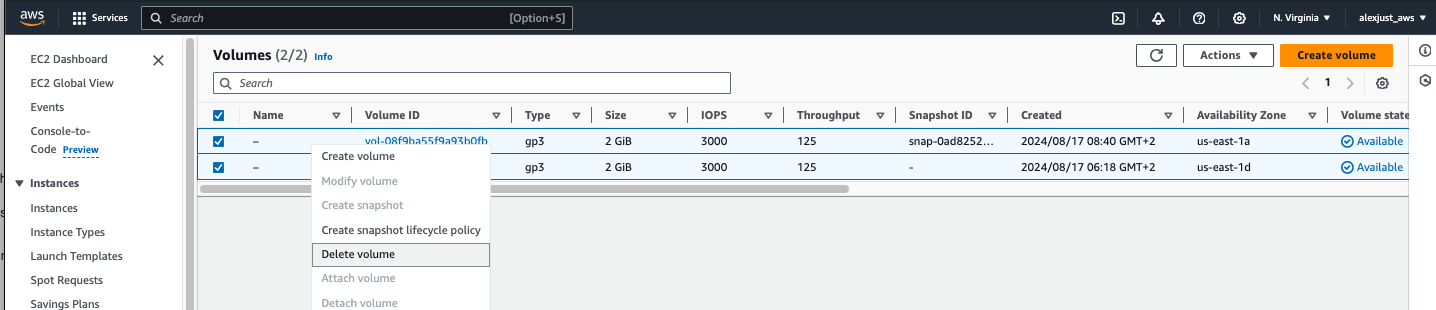 aws Services Search [Option+S] N. Virginia ▼ alexjust_aws ▼
EC2 Dashboard
EC2 Global View
Events
Console-to-
Code Preview
Instances
Instances
Instance Types
Launch Templates
Spot Requests
Savings Plans
Volumes (2/2) Info
Actions ▼ Create volume
Search
1
Name Volume ID Type Size IOPS Throughput Snapshot ID Created Availability Zone Volume state
– vol-08f9ba55f9a93b0fb gp3 2 GiB 3000 125 snap-0ad8252... 2024/08/17 08:40 GMT+2 us-east-1a Available
– gp3 2 GiB 3000 125 - 2024/08/17 06:18 GMT+2 us-east-1d Available
Create volume
Modify volume
Create snapshot
Create snapshot lifecycle policy
Delete volume
Attach volume
Detach volume